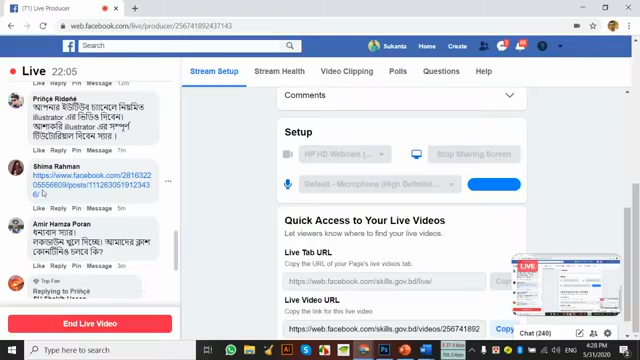 (71) Live Producer
web.facebook.com/live/producer/256741892437143
Search
Sukanta
Home
Create
Live 22:05
Stream Setup
Stream Health
Video Clipping
Polls
Questions
Help
Like Reply Pin Message 12m
Prinçe Ridøñé
আপনার ইউটিউব চ্যানেলে নিয়মিত
illustrator এর ভিডিও দিবেন।
আশাকরি illustrator এর সম্পূর্ণ
টিউটোরিয়াল দিবেন স্যার ।
Like Reply Pin Message 7m
Shima Rahman
https://www.facebook.com/2816322
05556609/posts/111263051912343
6/
Like Reply Pin Message 5m
Amir Hamza Poran
ধন্যবাদ স্যার।
লকডাউন খুলে দিচ্ছে। আমাদের ক্লাশ
কোনটিনিও চলবে কি?
Like Reply Pin Message 3m
Top Fan
Replying to Prinçe
End Live Video
Comments
Setup
HP HD Webcam (...
Stop Sharing Screen
Default - Microphone (High Definitin...
Quick Access to Your Live Videos
Let viewers know where to find your live videos.
Live Tab URL
Copy the URL of your Page's live videos tab.
https://web.facebook.com/skills.gov.bd/live/
Live Video URL
Copy the link for this live video
https://web.facebook.com/skills.gov.bd/videos/256741892
Copy
LIVE
Chat (240)
Type here to search
ENG
4:28 PM
5/31/2020